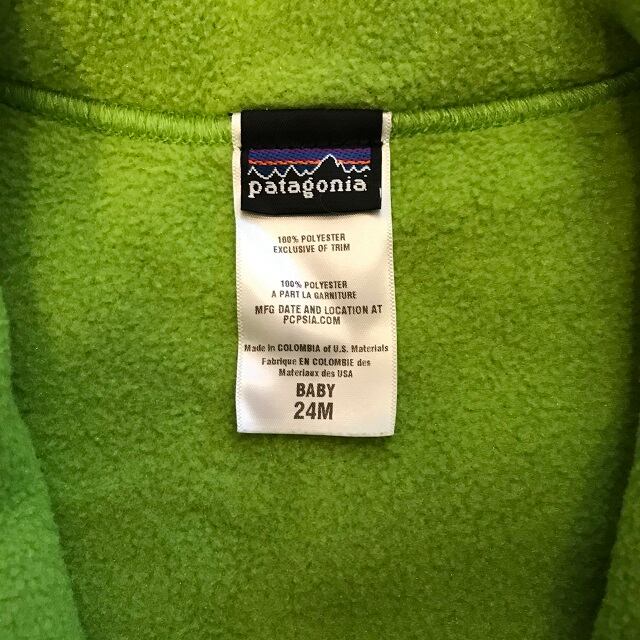 patagonia
100% POLYESTER
EXCLUSIVE OF TRIM
100% POLYESTER
A PART LA GARNITURE
MFG DATE AND LOCATION AT
PCPSIA.COM
Made in COLOMBIA of U.S. Materials
Fabrique EN COLOMBIE des
Materiaux des USA
BABY
24M